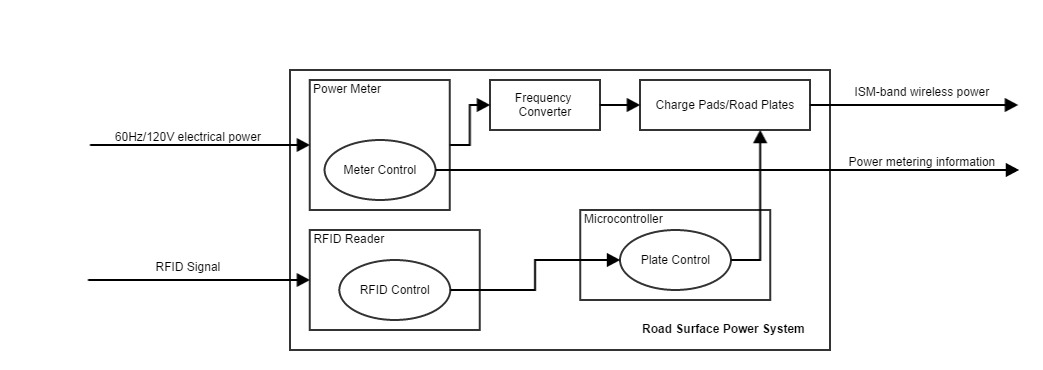 Power Meter
Frequency
Converter
Charge Pads/Road Plates
ISM-band wireless power
60Hz/120V electrical power
Meter Control
Power metering information
Microcontroller
RFID Reader
RFID Signal
Plate Control
RFID Control
Road Surface Power System